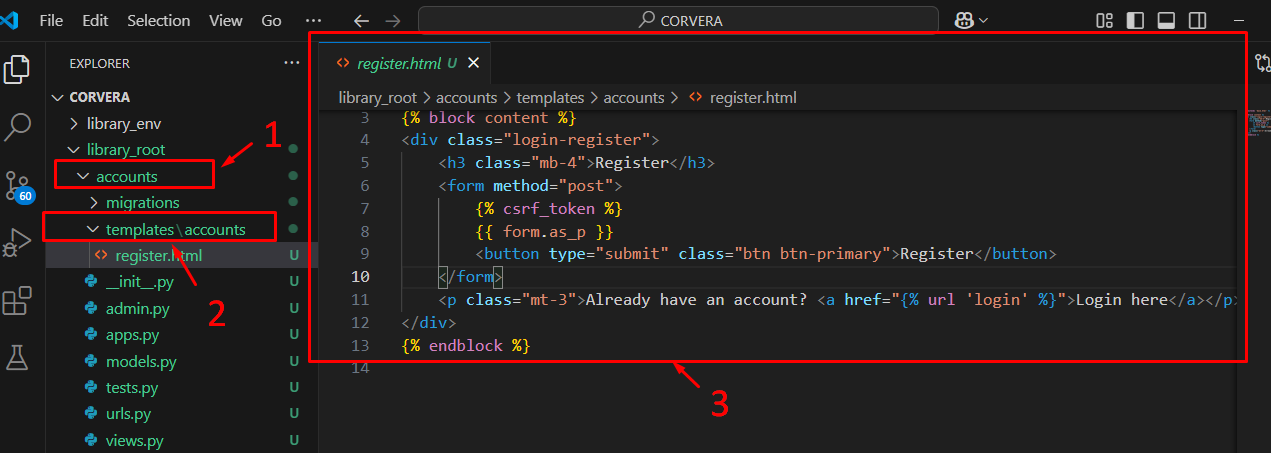 File Edit Selection View Go ··· CORVERA
EXPLORER ···
CORVERA
library_env
library_root
accounts
migrations
templates\accounts
register.html U
__init__.py U
admin.py U
apps.py U
models.py U
tests.py U
urls.py U
views.py U
60
1
2
register.html U
library_root > accounts > templates > accounts > register.html
3 {% block content %}
4 <div class="login-register">
5 <h3 class="mb-4">Register</h3>
6 <form method="post">
7 {% csrf_token %}
8 {{ form.as_p }}
9 <button type="submit" class="btn btn-primary">Register</button>
10 </form>
11 <p class="mt-3">Already have an account? <a href="{% url 'login' %}">Login here</a></p>
12 </div>
13 {% endblock %}
14
3